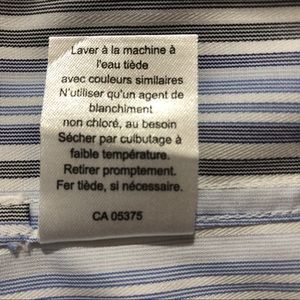 Laver à la machine à
l'eau tiède
avec couleurs similaires
N'utiliser qu'un agent de
blanchiment
non chloré, au besoin
Sécher par culbutage à
faible température.
Retirer promptement.
Fer tiède, si nécessaire.
CA 05375